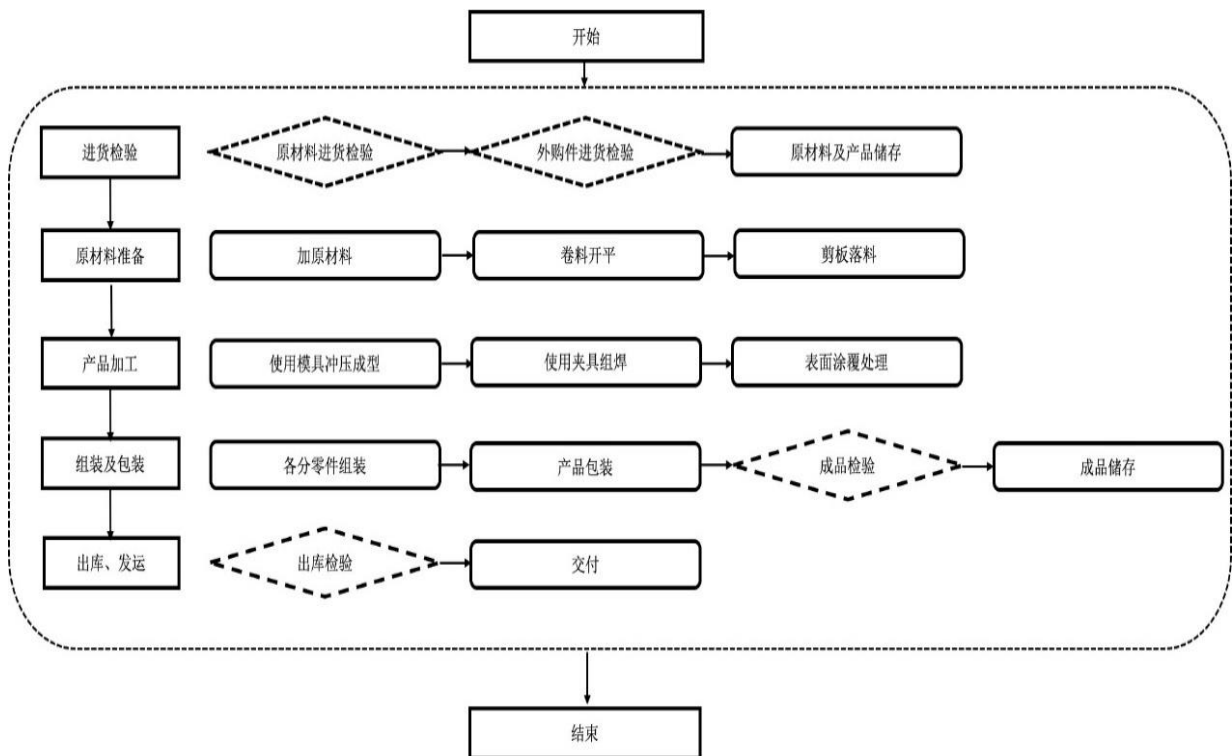 开始
进货检验
原材料进货检验
外购件进货检验
原材料及产品储存
原材料准备
加原材料
卷料开平
剪板落料
产品加工
使用模具冲压成型
使用夹具组焊
表面涂覆处理
组装及包装
各分零件组装
产品包装
成品检验
成品储存
出库、发运
出库检验
交付
结束